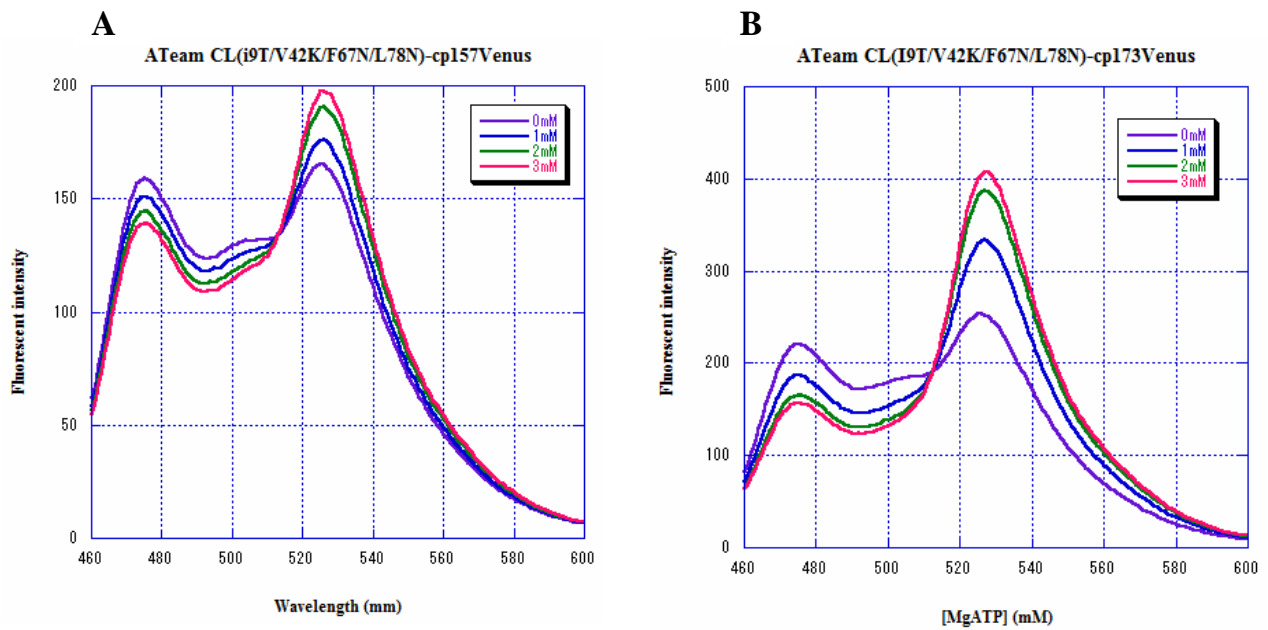 A
ATeam CL(i9T/V42K/F67N/L78N)-cp157Venus
200
150
100
50
0
Fluorescent intensity
0mM
1mM
2mM
3mM
460 480 500 520 540 560 580 600
Wavelength (mm)
B
ATeam CL(I9T/V42K/F67N/L78N)-cp173Venus
500
400
300
200
100
0
Fluorescent intensity
0mM
1mM
2mM
3mM
460 480 500 520 540 560 580 600
[MgATP] (mM)